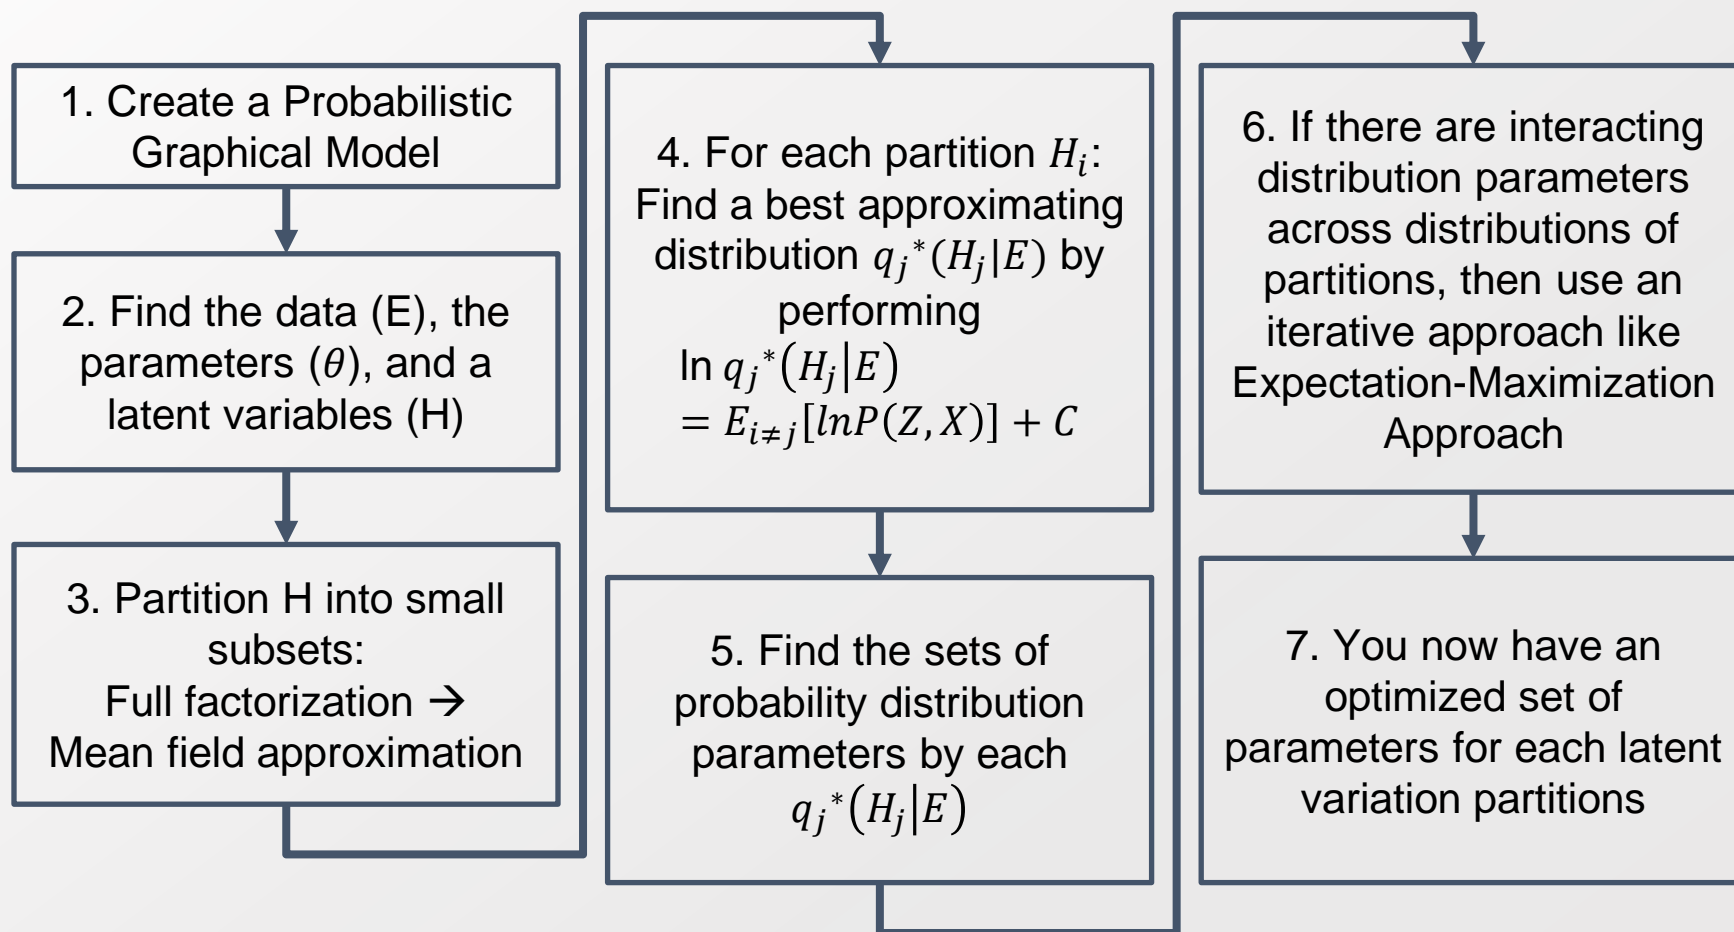 1. Create a Probabilistic
Graphical Model
2. Find the data (E), the
parameters (θ), and a
latent variables (H)
3. Partition H into small
subsets:
Full factorization →
Mean field approximation
4. For each partition H_i:
Find a best approximating
distribution q_j*(H_j|E) by
performing
ln q_j*(H_j|E)
= E_{i≠j}[lnP(Z, X)] + C
5. Find the sets of
probability distribution
parameters by each
q_j*(H_j|E)
6. If there are interacting
distribution parameters
across distributions of
partitions, then use an
iterative approach like
Expectation-Maximization
Approach
7. You now have an
optimized set of
parameters for each latent
variation partitions